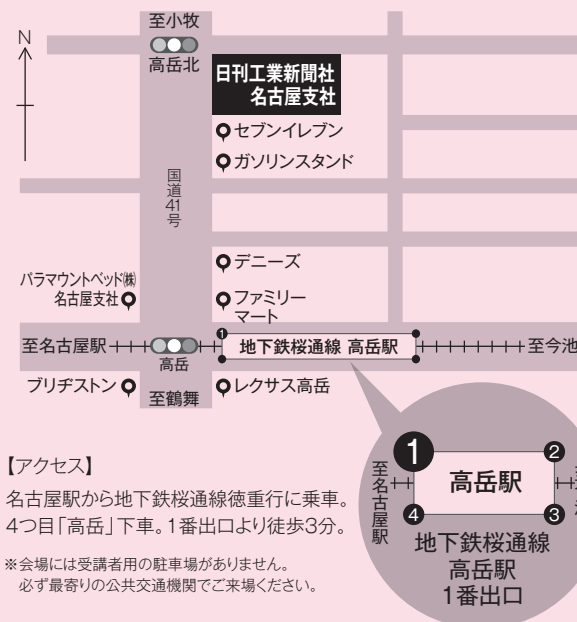 至小牧
N
高岳北
日刊工業新聞社
名古屋支社
セブンイレブン
ガソリンスタンド
国道41号
デニーズ
パラマウントベッド㈱
名古屋支社
ファミリー
マート
至名古屋駅
1
地下鉄桜通線 高岳駅
至今池
高岳
ブリヂストン
至鶴舞
レクサス高岳
【アクセス】
名古屋駅から地下鉄桜通線徳重行に乗車。
4つ目「高岳」下車。1番出口より徒歩3分。
※会場には受講者用の駐車場がありません。
必ず最寄りの公共交通機関でご来場ください。
1
2
至名古屋駅
高岳駅
4
3
地下鉄桜通線
高岳駅
1番出口